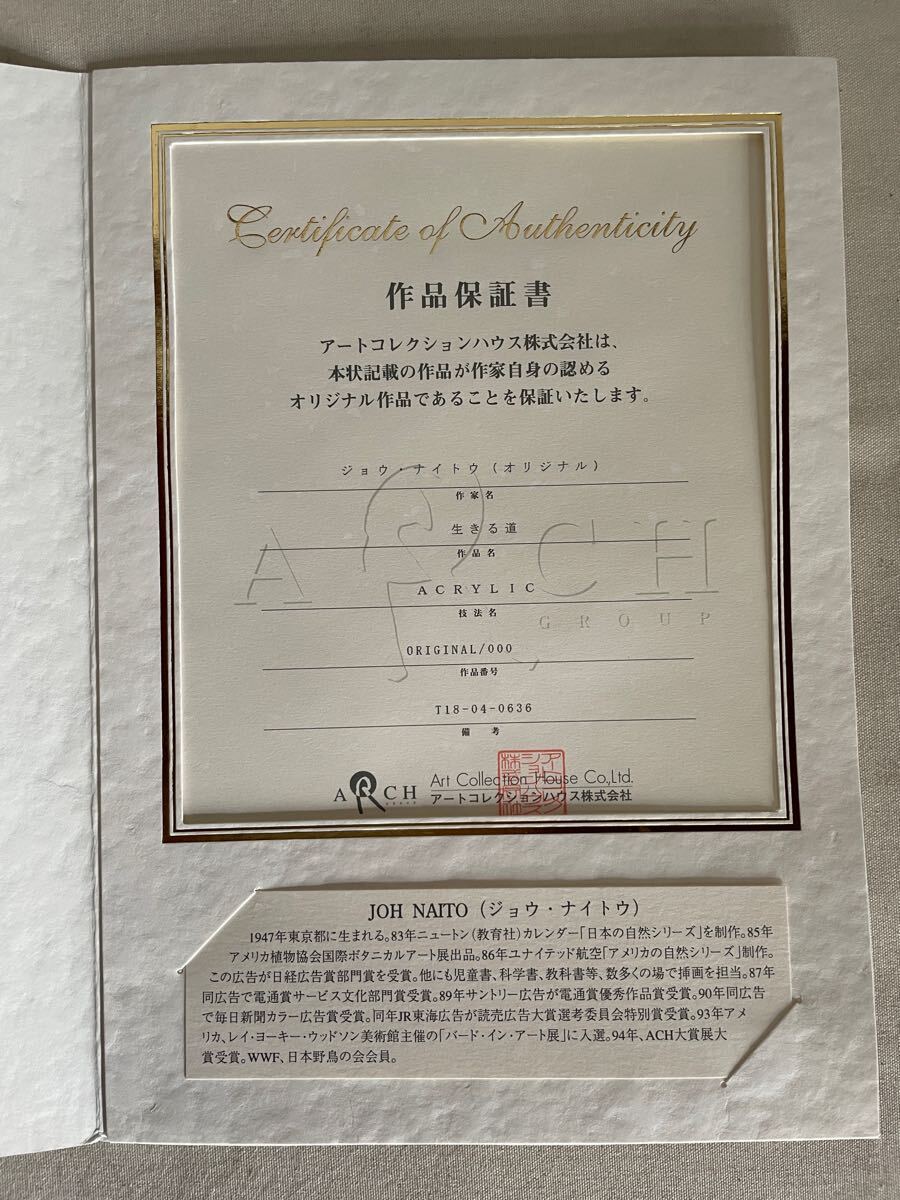 Certificate of Authenticity
作品保証書
アートコレクションハウス株式会社は、
本状記載の作品が作家自身の認める
オリジナル作品であることを保証いたします。
ジョウ・ナイトウ(オリジナル)
作家名
生きる道
作品名
ACRYLIC
技法名
ORIGINAL/000
作品番号
T18-04-0636
備 考
ARCH
GROUP
ARCH
Art Collection House Co.,Ltd.
アートコレクションハウス株式会社
JOH NAITO (ジョウ・ナイトウ)
1947年東京都に生まれる。83年ニュートン(教育社)カレンダー「日本の自然シリーズ」を制作。85年
アメリカ植物協会国際ボタニカルアート展出品。86年ユナイテッド航空「アメリカの自然シリーズ」制作。
この広告が日経広告賞部門賞を受賞。他にも児童書、科学書、教科書等、数多くの場で挿画を担当。87年
同広告で電通賞サービス文化部門賞受賞。89年サントリー広告が電通賞優秀作品賞受賞。90年同広告
で毎日新聞カラー広告賞受賞。同年JR東海広告が読売広告大賞選考委員会特別賞受賞。93年アメ
リカ、レイ・ヨーキー・ウッドソン美術館主催の「バード・イン・アート展」に入選。94年、ACH大賞展大
賞受賞。WWF、日本野鳥の会会員。